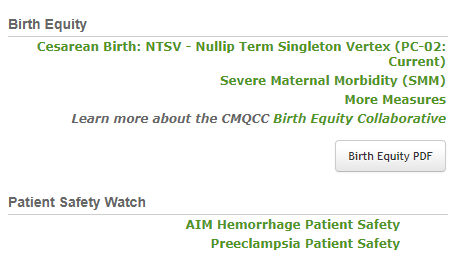 Birth Equity
Cesarean Birth: NTSV - Nullip Term Singleton Vertex (PC-02:
Current)
Severe Maternal Morbidity (SMM)
More Measures
Learn more about the CMQCC Birth Equity Collaborative
Birth Equity PDF
Patient Safety Watch
AIM Hemorrhage Patient Safety
Preeclampsia Patient Safety